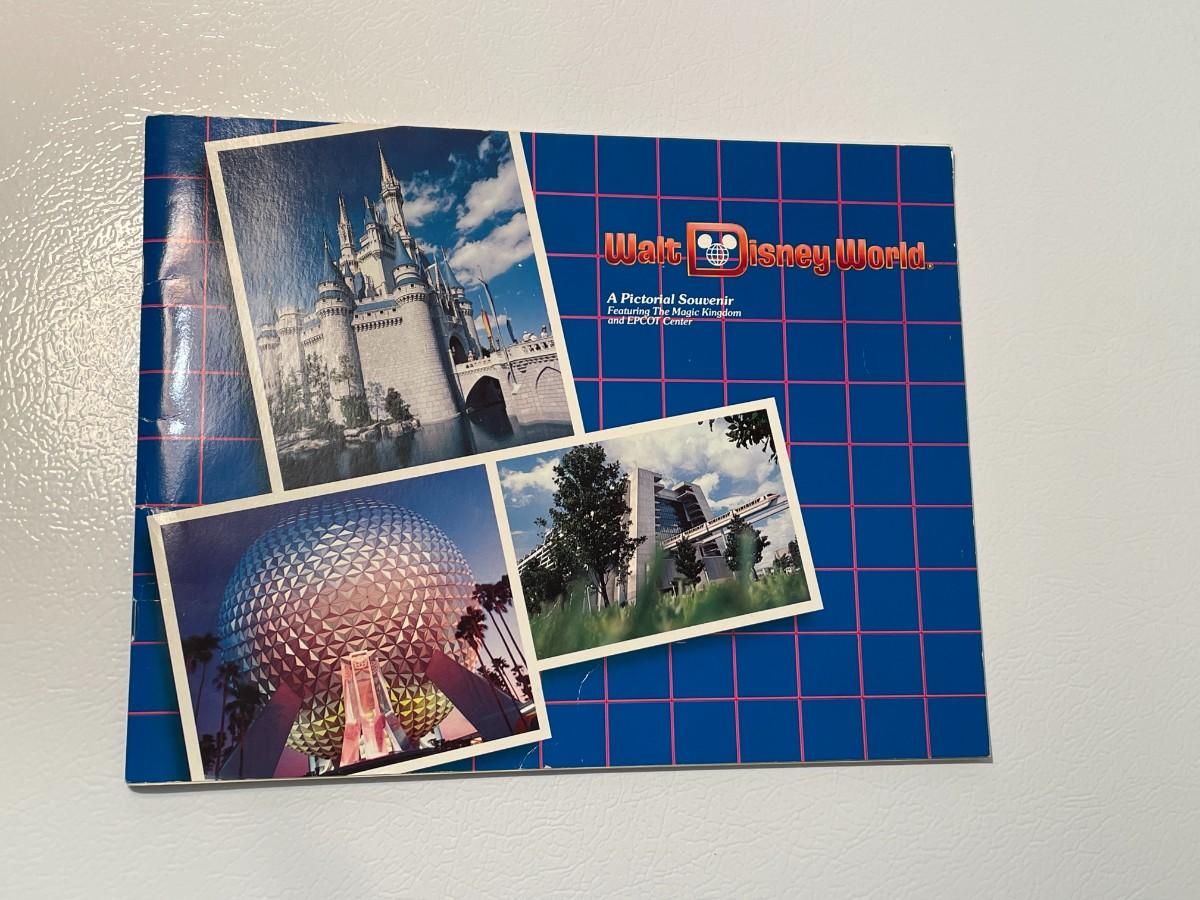 Walt Disney World.
A Pictorial Souvenir
Featuring The Magic Kingdom
and EPCOT Center